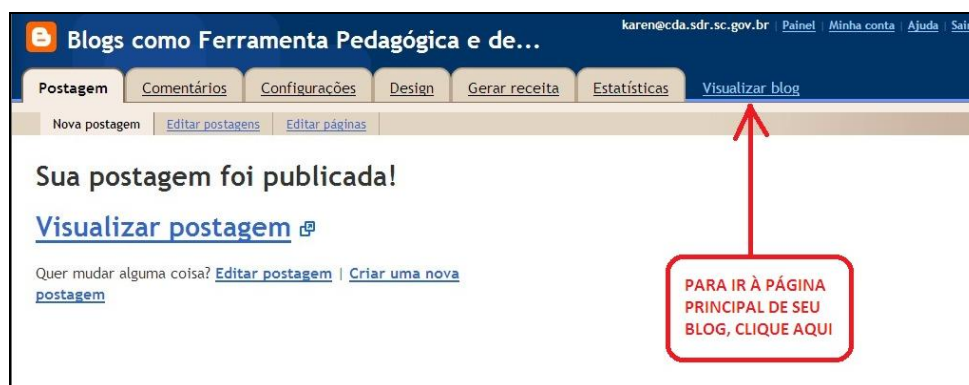 karen@cda.sdr.sc.gov.br | Painel | Minha conta | Ajuda | Sair
Blogs como Ferramenta Pedagógica e de...
Postagem Comentários Configurações Design Gerar receita Estatísticas Visualizar blog
Nova postagem Editar postagens Editar páginas
Sua postagem foi publicada!
Visualizar postagem
Quer mudar alguma coisa? Editar postagem | Criar uma nova
postagem
PARA IR À PÁGINA
PRINCIPAL DE SEU
BLOG, CLIQUE AQUI